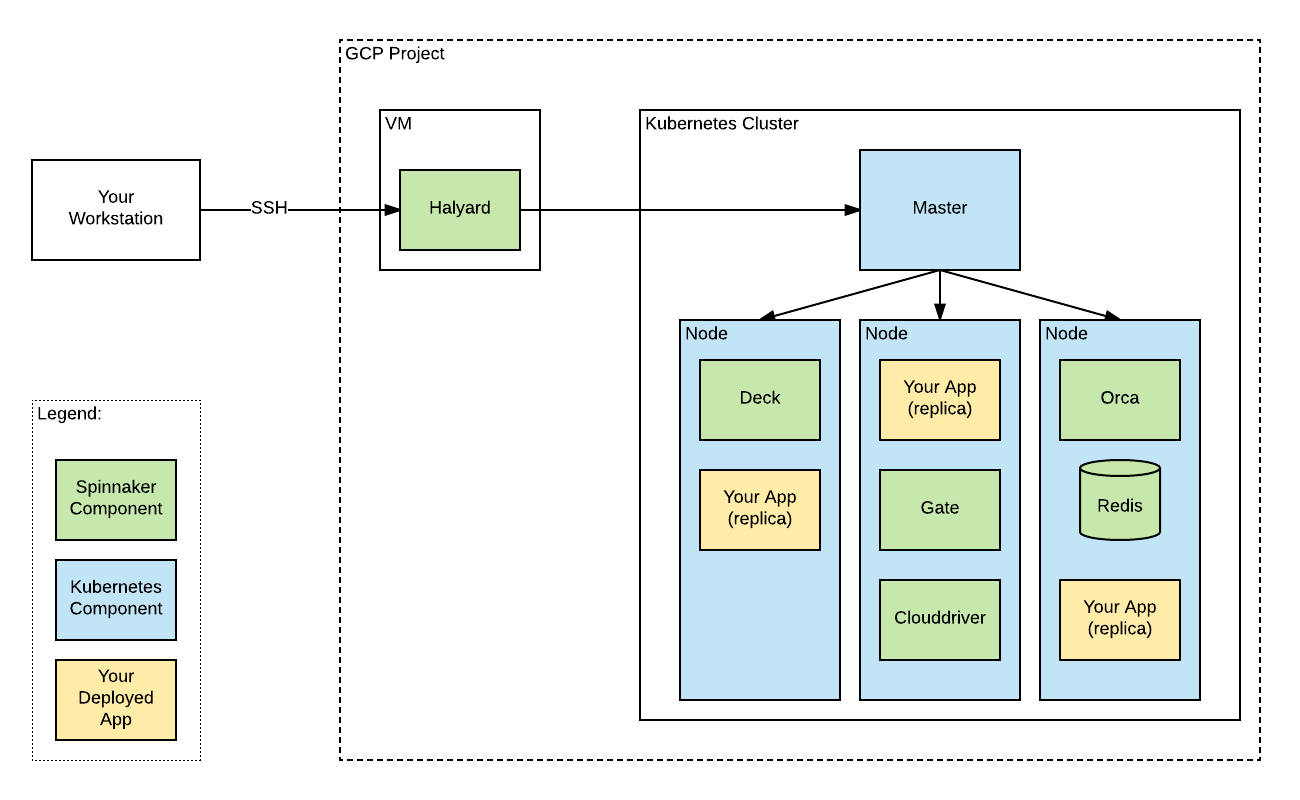 GCP Project
VM
Kubernetes Cluster
Your
Workstation
SSH
Halyard
Master
Node
Node
Node
Deck
Your App
(replica)
Orca
Your App
(replica)
Gate
Redis
Clouddriver
Your App
(replica)
Legend:
Spinnaker
Component
Kubernetes
Component
Your
Deployed
App